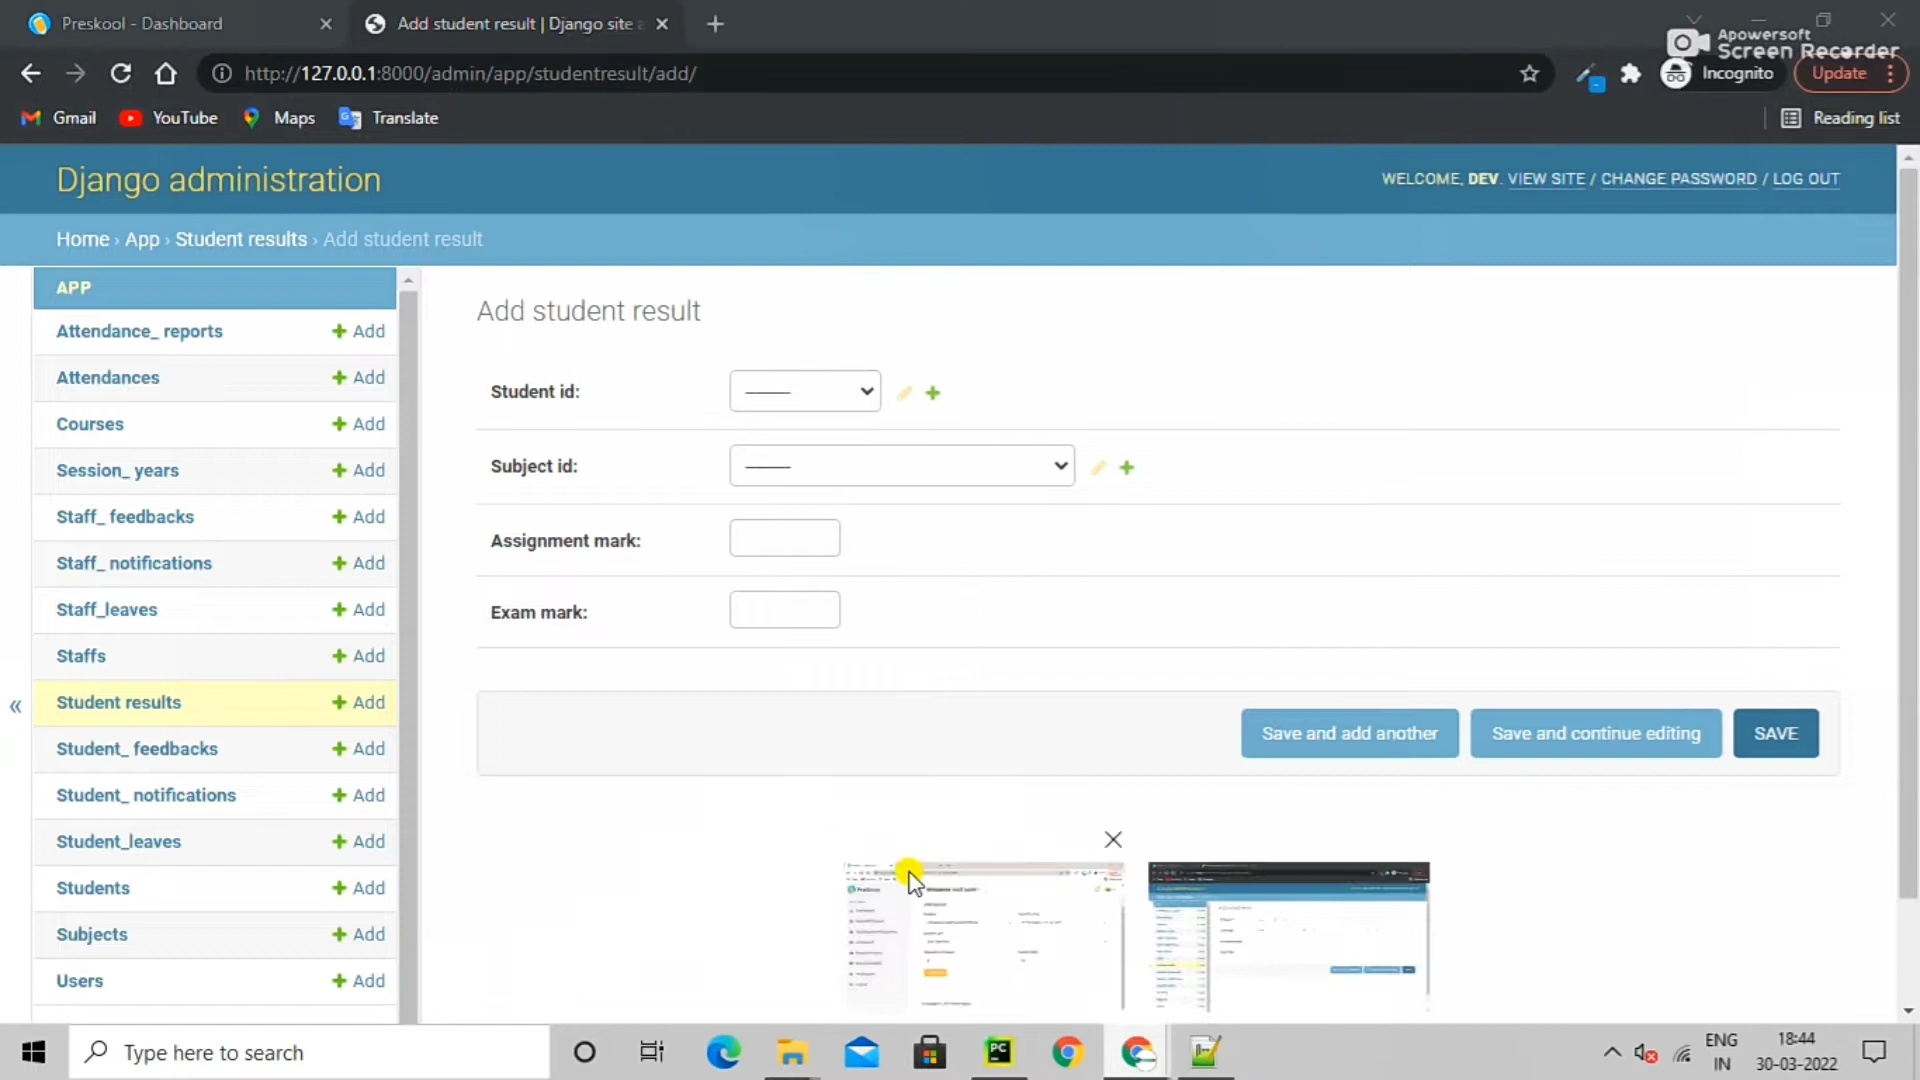 Preskool - Dashboard
Add student result | Django site a
Apowersoft
Screen Recorder
http://127.0.0.1:8000/admin/app/studentresult/add/
Incognito
Update
Gmail
YouTube
Maps
Translate
Reading list
Django administration
WELCOME, DEV. VIEW SITE / CHANGE PASSWORD / LOG OUT
Home › App › Student results › Add student result
APP
Attendance_ reports + Add
Attendances + Add
Courses + Add
Session_ years + Add
Staff_ feedbacks + Add
Staff_ notifications + Add
Staff_leaves + Add
Staffs + Add
Student results + Add
Student_ feedbacks + Add
Student_ notifications + Add
Student_leaves + Add
Students + Add
Subjects + Add
Users + Add
«
Add student result
Student id:
---------
Subject id:
---------
Assignment mark:
Exam mark:
Save and add another
Save and continue editing
SAVE
Type here to search
PC
ENG
IN
18:44
30-03-2022